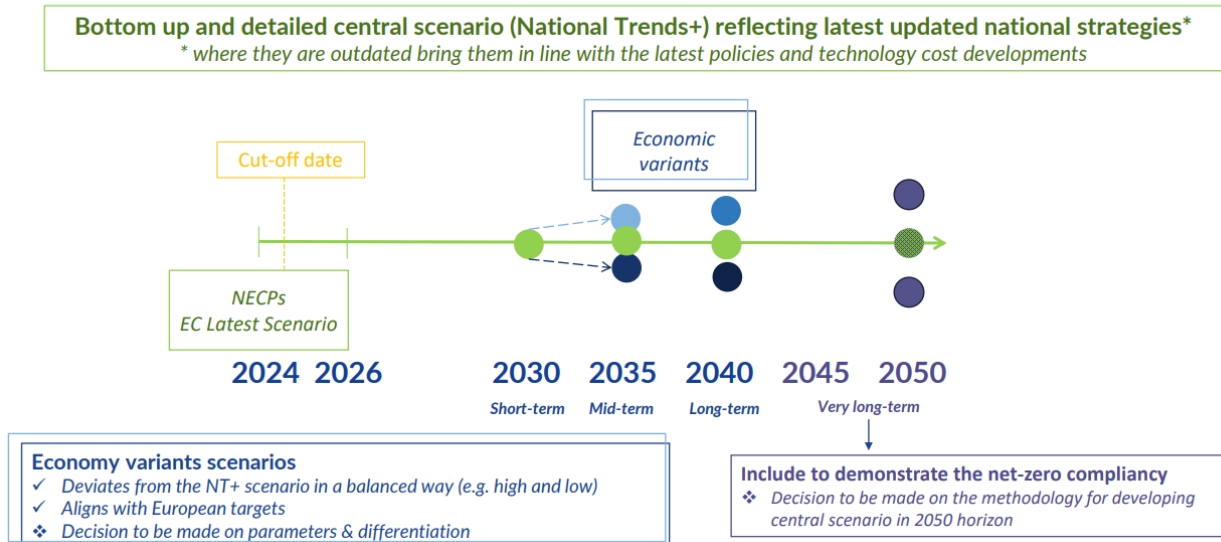 Bottom up and detailed central scenario (National Trends+) reflecting latest updated national strategies*
* where they are outdated bring them in line with the latest policies and technology cost developments
Economic
variants
Cut-off date
NECPs
EC Latest Scenario
2024 2026 2030 2035 2040 2045 2050
Short-term Mid-term Long-term Very long-term
Economy variants scenarios
✓ Deviates from the NT+ scenario in a balanced way (e.g. high and low)
✓ Aligns with European targets
❖ Decision to be made on parameters & differentiation
Include to demonstrate the net-zero compliancy
❖ Decision to be made on the methodology for developing
central scenario in 2050 horizon